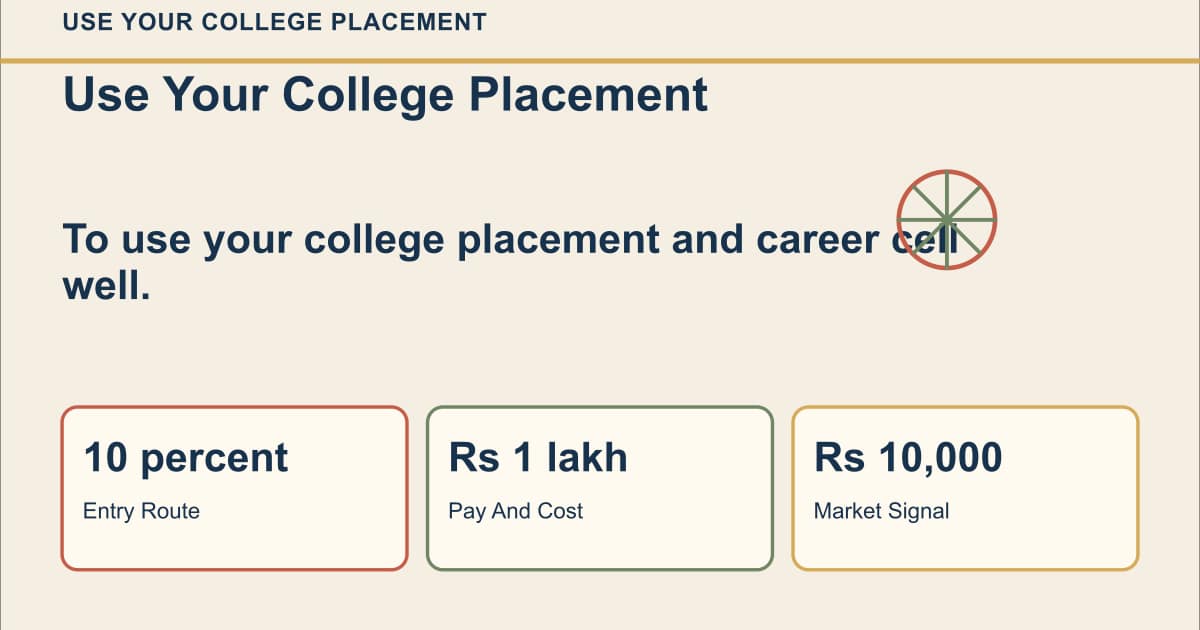 USE YOUR COLLEGE PLACEMENT
Use Your College Placement
To use your college placement and career cell
well.
10 percent
Entry Route
Rs 1 lakh
Pay And Cost
Rs 10,000
Market Signal